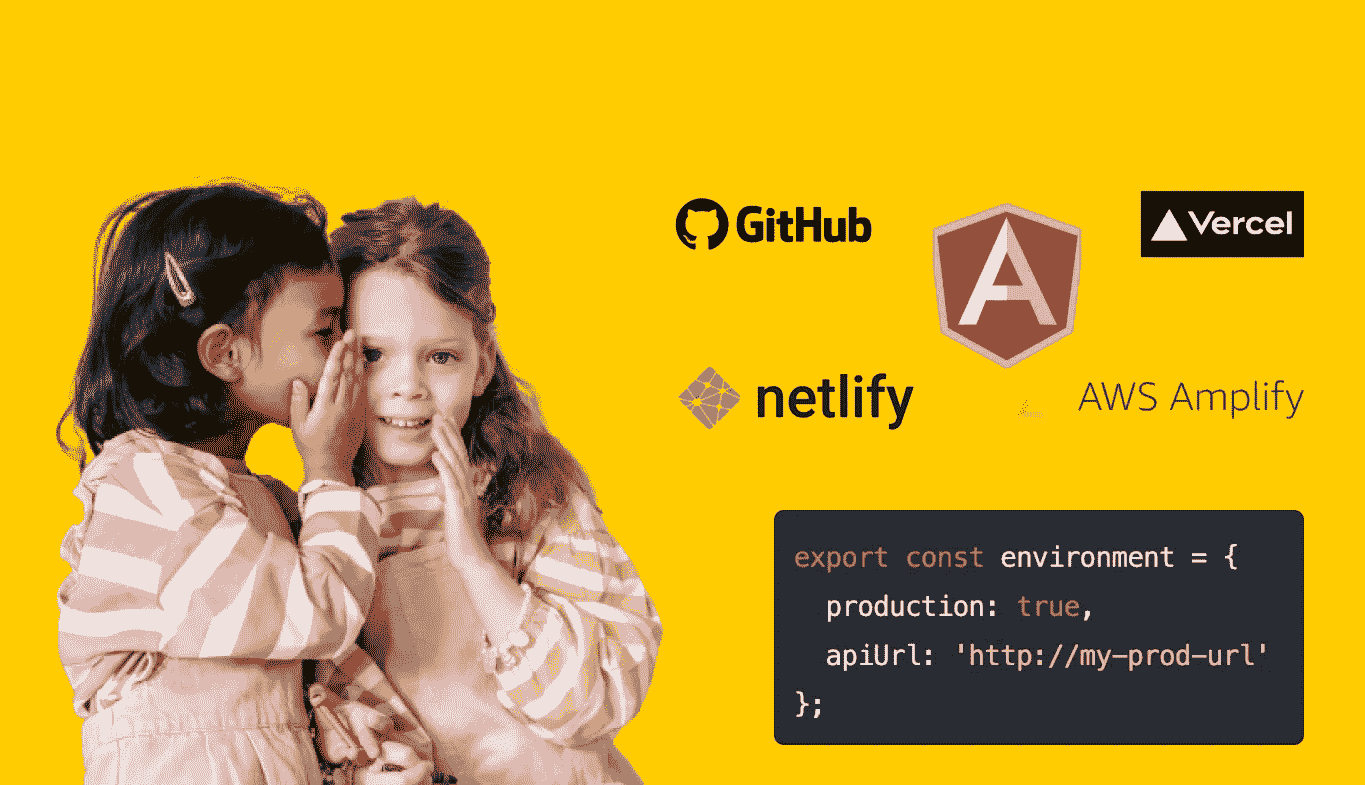 GitHub
Vercel
netlify
AWS Amplify
export const environment = {
  production: true,
  apiUrl: 'http://my-prod-url'
};